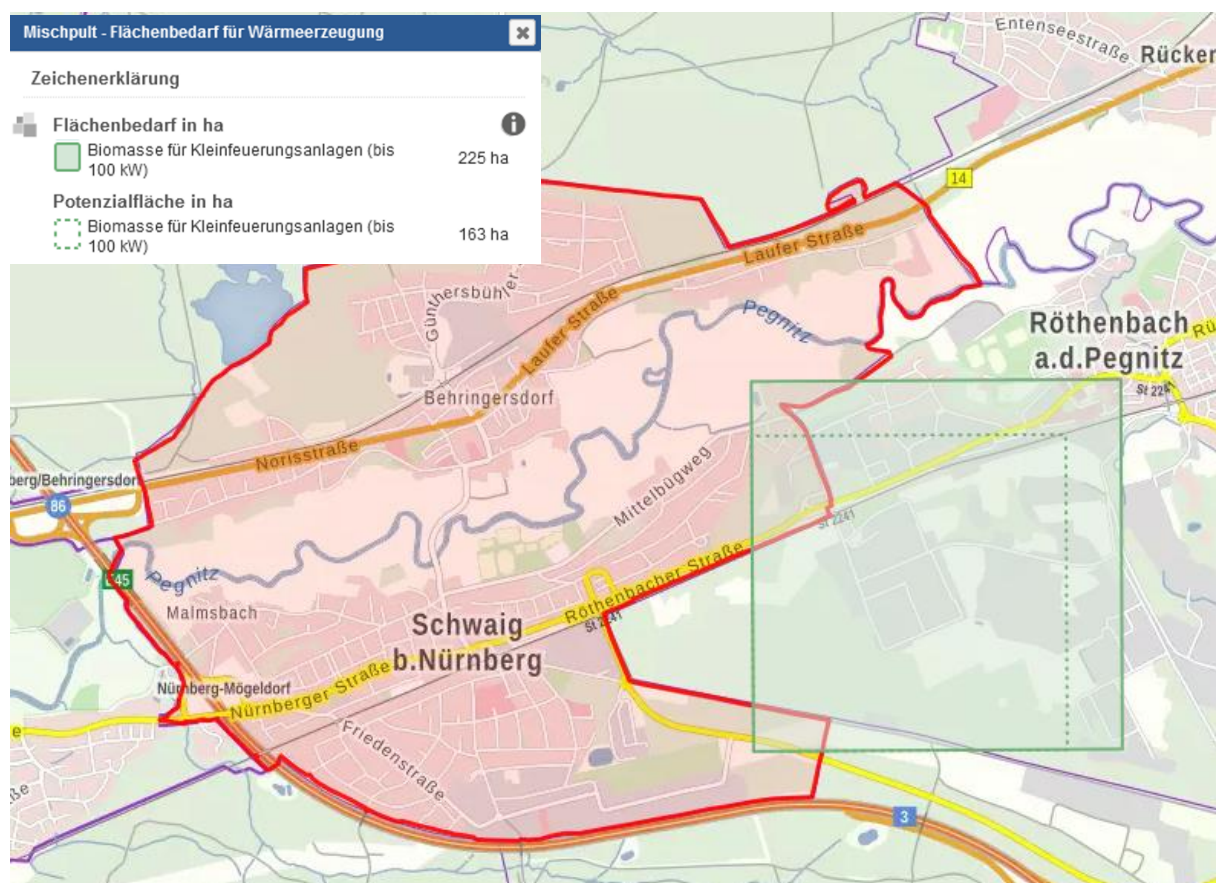 Mischpult - Flächenbedarf für Wärmeerzeugung
Zeichenerklärung
Flächenbedarf in ha
Biomasse für Kleinfeuerungsanlagen (bis
100 kW)
225 ha
Potenzialfläche in ha
Biomasse für Kleinfeuerungsanlagen (bis
100 kW)
163 ha
Entenseestraße
Rücker
14
Laufer Straße
Günthersbühler
Pegnitz
Röthenbach
a.d.Pegnitz
Rü
Laufer Straße
St 2241
Behringersdorf
Norisstraße
berg/Behringersdor
86
Mittelbügweg
St 2241
Pegnitz
Malmsbach
Röthenbacher Straße
St 2241
Schwaig
b.Nürnberg
Nürnberg-Mögeldorf
Nürnberger Straße
e
Friedenstraße
3